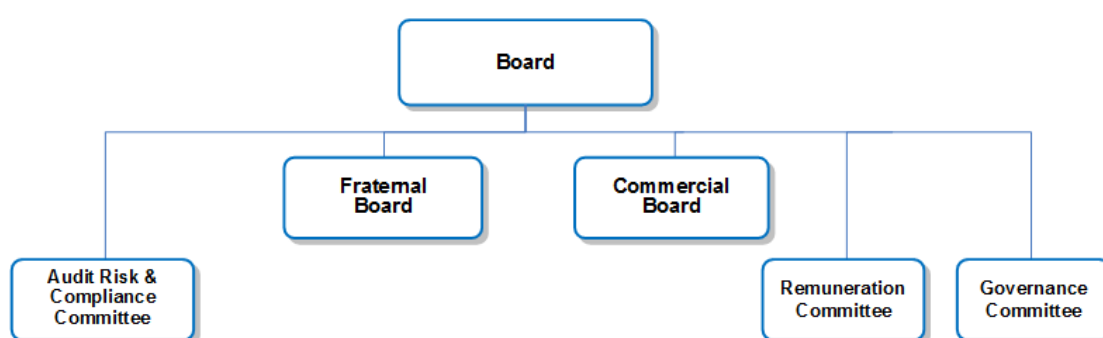 Board
Fraternal
Board
Commercial
Board
Audit Risk &
Compliance
Committee
Remuneration
Committee
Governance
Committee